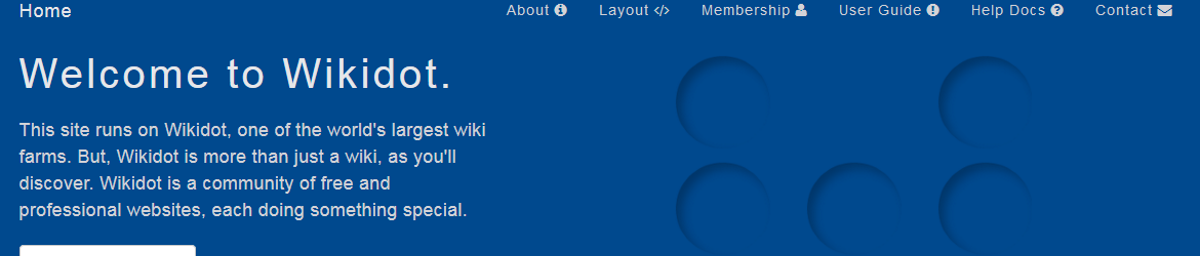 Home About Layout </> Membership User Guide Help Docs Contact
Welcome to Wikidot.
This site runs on Wikidot, one of the world's largest wiki
farms. But, Wikidot is more than just a wiki, as you'll
discover. Wikidot is a community of free and
professional websites, each doing something special.